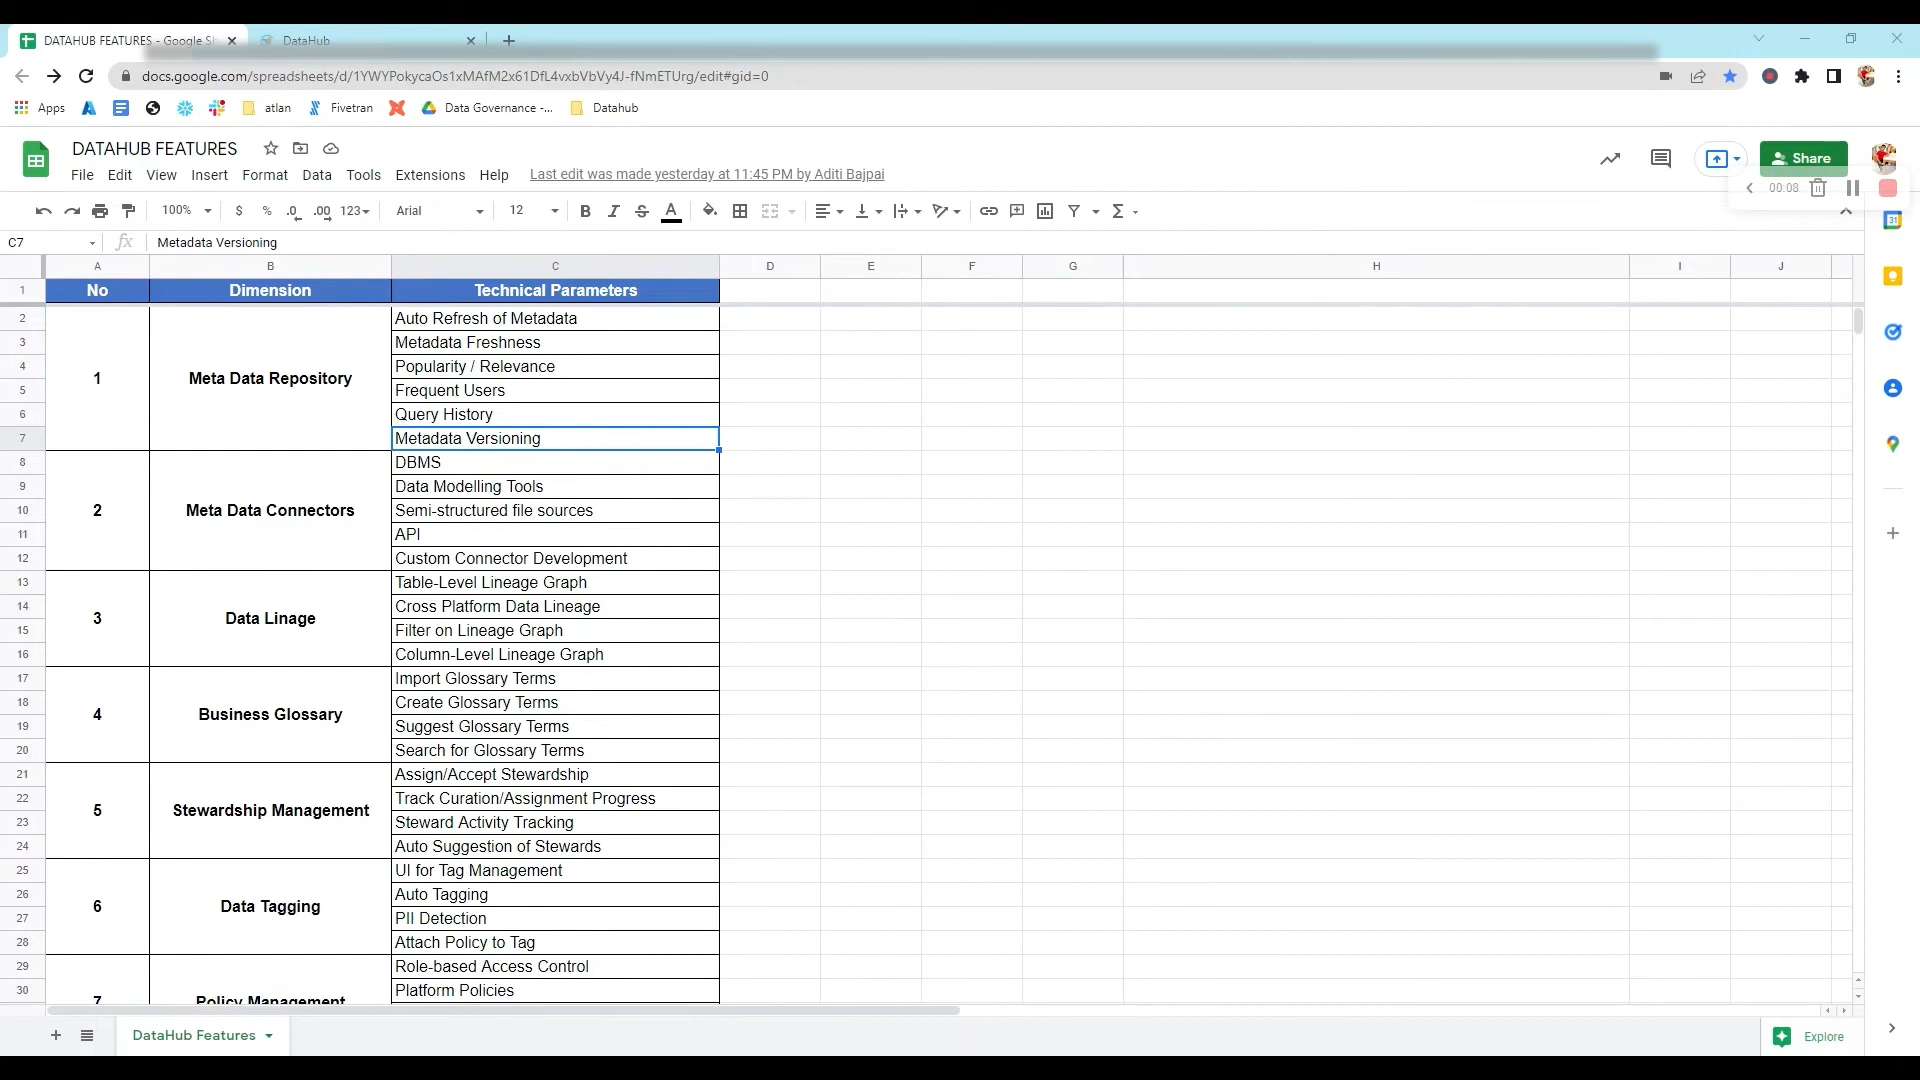 DATAHUB FEATURES - Google Sh
DataHub
docs.google.com/spreadsheets/d/1YWYPokycaOs1xMAfM2x61DfL4vxbVbVy4J-fNmETUrg/edit#gid=0
Apps
atlan
Fivetran
Data Governance -...
Datahub
DATAHUB FEATURES
Share
File Edit View Insert Format Data Tools Extensions Help Last edit was made yesterday at 11:45 PM by Aditi Bajpai
00:08
100% $ % .0 .00 123 Arial 12 B I S A
31
C7 fx Metadata Versioning
A B C D E F G H I J
1 No Dimension Technical Parameters
2 Auto Refresh of Metadata
3 Metadata Freshness
4 Popularity / Relevance
1 Meta Data Repository
5 Frequent Users
6 Query History
7 Metadata Versioning
8 DBMS
9 Data Modelling Tools
10 2 Meta Data Connectors Semi-structured file sources
11 API
12 Custom Connector Development
13 Table-Level Lineage Graph
14 Cross Platform Data Lineage
3 Data Linage
15 Filter on Lineage Graph
16 Column-Level Lineage Graph
17 Import Glossary Terms
18 Create Glossary Terms
4 Business Glossary
19 Suggest Glossary Terms
20 Search for Glossary Terms
21 Assign/Accept Stewardship
22 Track Curation/Assignment Progress
5 Stewardship Management
23 Steward Activity Tracking
24 Auto Suggestion of Stewards
25 UI for Tag Management
26 Auto Tagging
6 Data Tagging
27 PII Detection
28 Attach Policy to Tag
29 Role-based Access Control
30 Platform Policies
7 Policy Management
DataHub Features
Explore